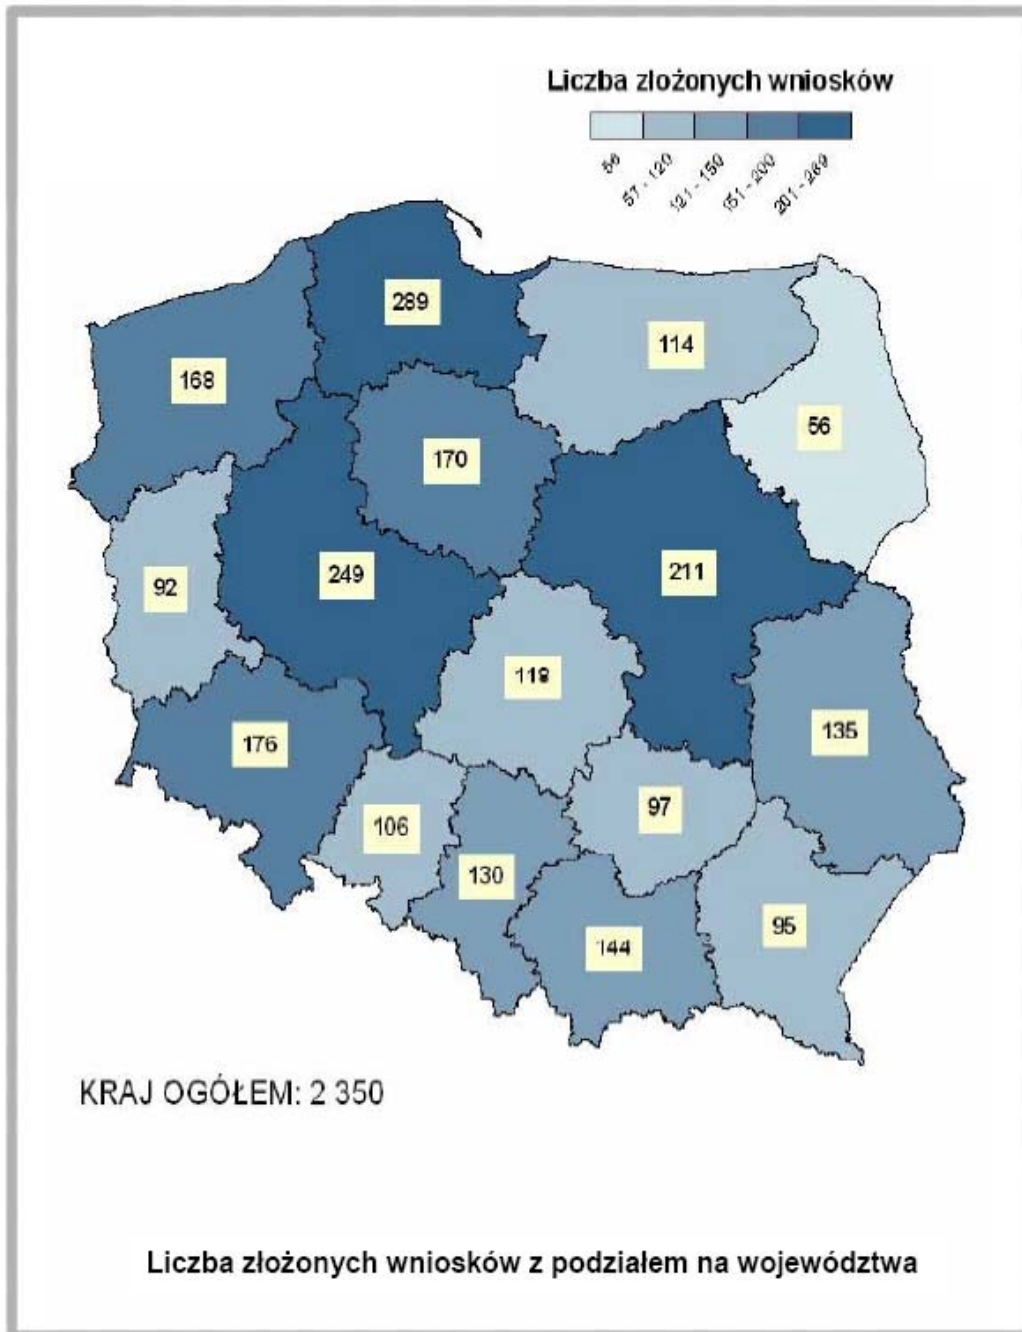 Liczba złożonych wniosków
56
57 - 120
121 - 150
151 - 200
201 - 289
289
114
168
56
170
249
211
92
118
135
176
97
106
130
95
144
KRAJ OGÓŁEM: 2 350
Liczba złożonych wniosków z podziałem na województwa